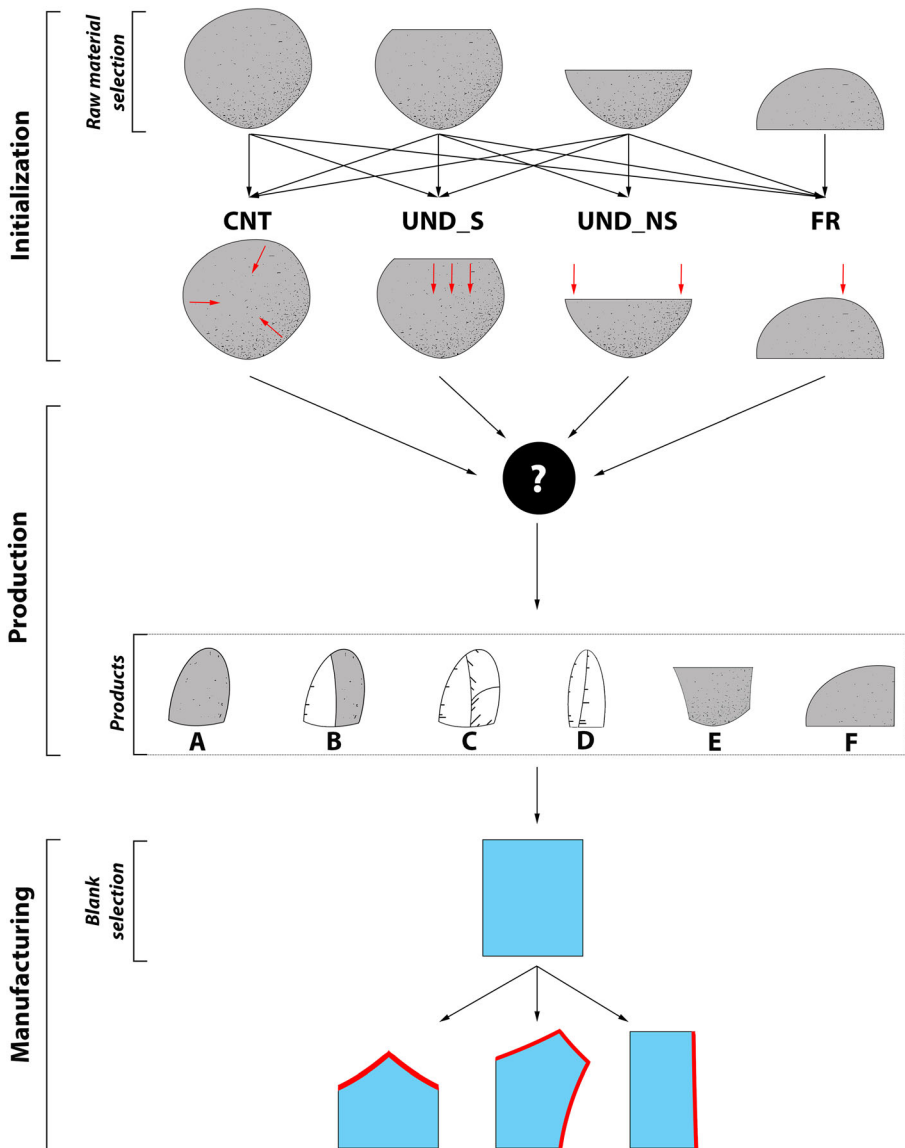 Initialization
Raw material
selection
CNT
UND_S
UND_NS
FR
Production
?
Products
A
B
C
D
E
F
Manufacturing
Blank
selection